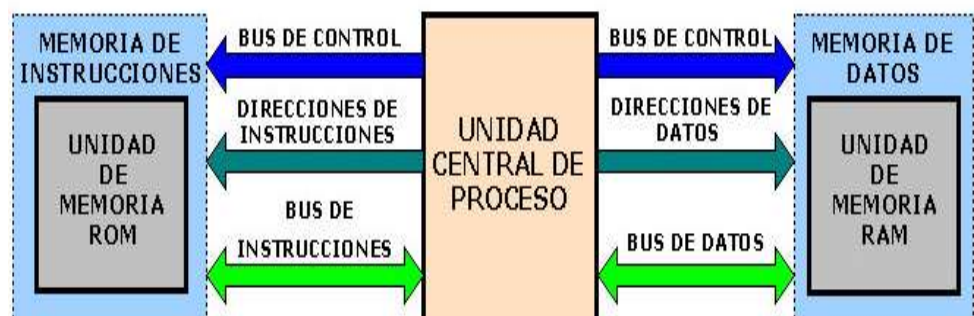 MEMORIA DE
INSTRUCCIONES
UNIDAD
DE
MEMORIA
ROM
BUS DE CONTROL
DIRECCIONES DE
INSTRUCCIONES
BUS DE
INSTRUCCIONES
UNIDAD
CENTRAL DE
PROCESO
BUS DE CONTROL
DIRECCIONES DE
DATOS
BUS DE DATOS
MEMORIA DE
DATOS
UNIDAD
DE
MEMORIA
RAM